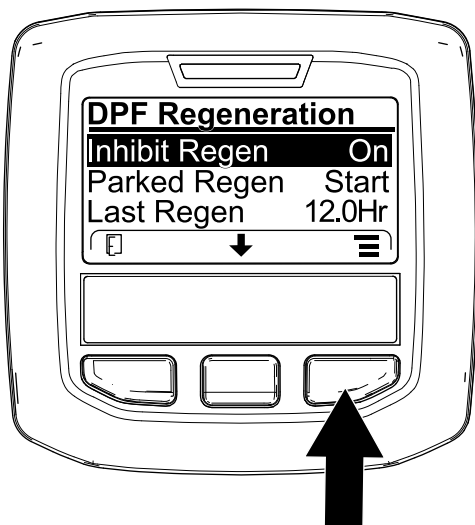 DPF Regeneration
Inhibit Regen On
Parked Regen Start
Last Regen 12.0Hr